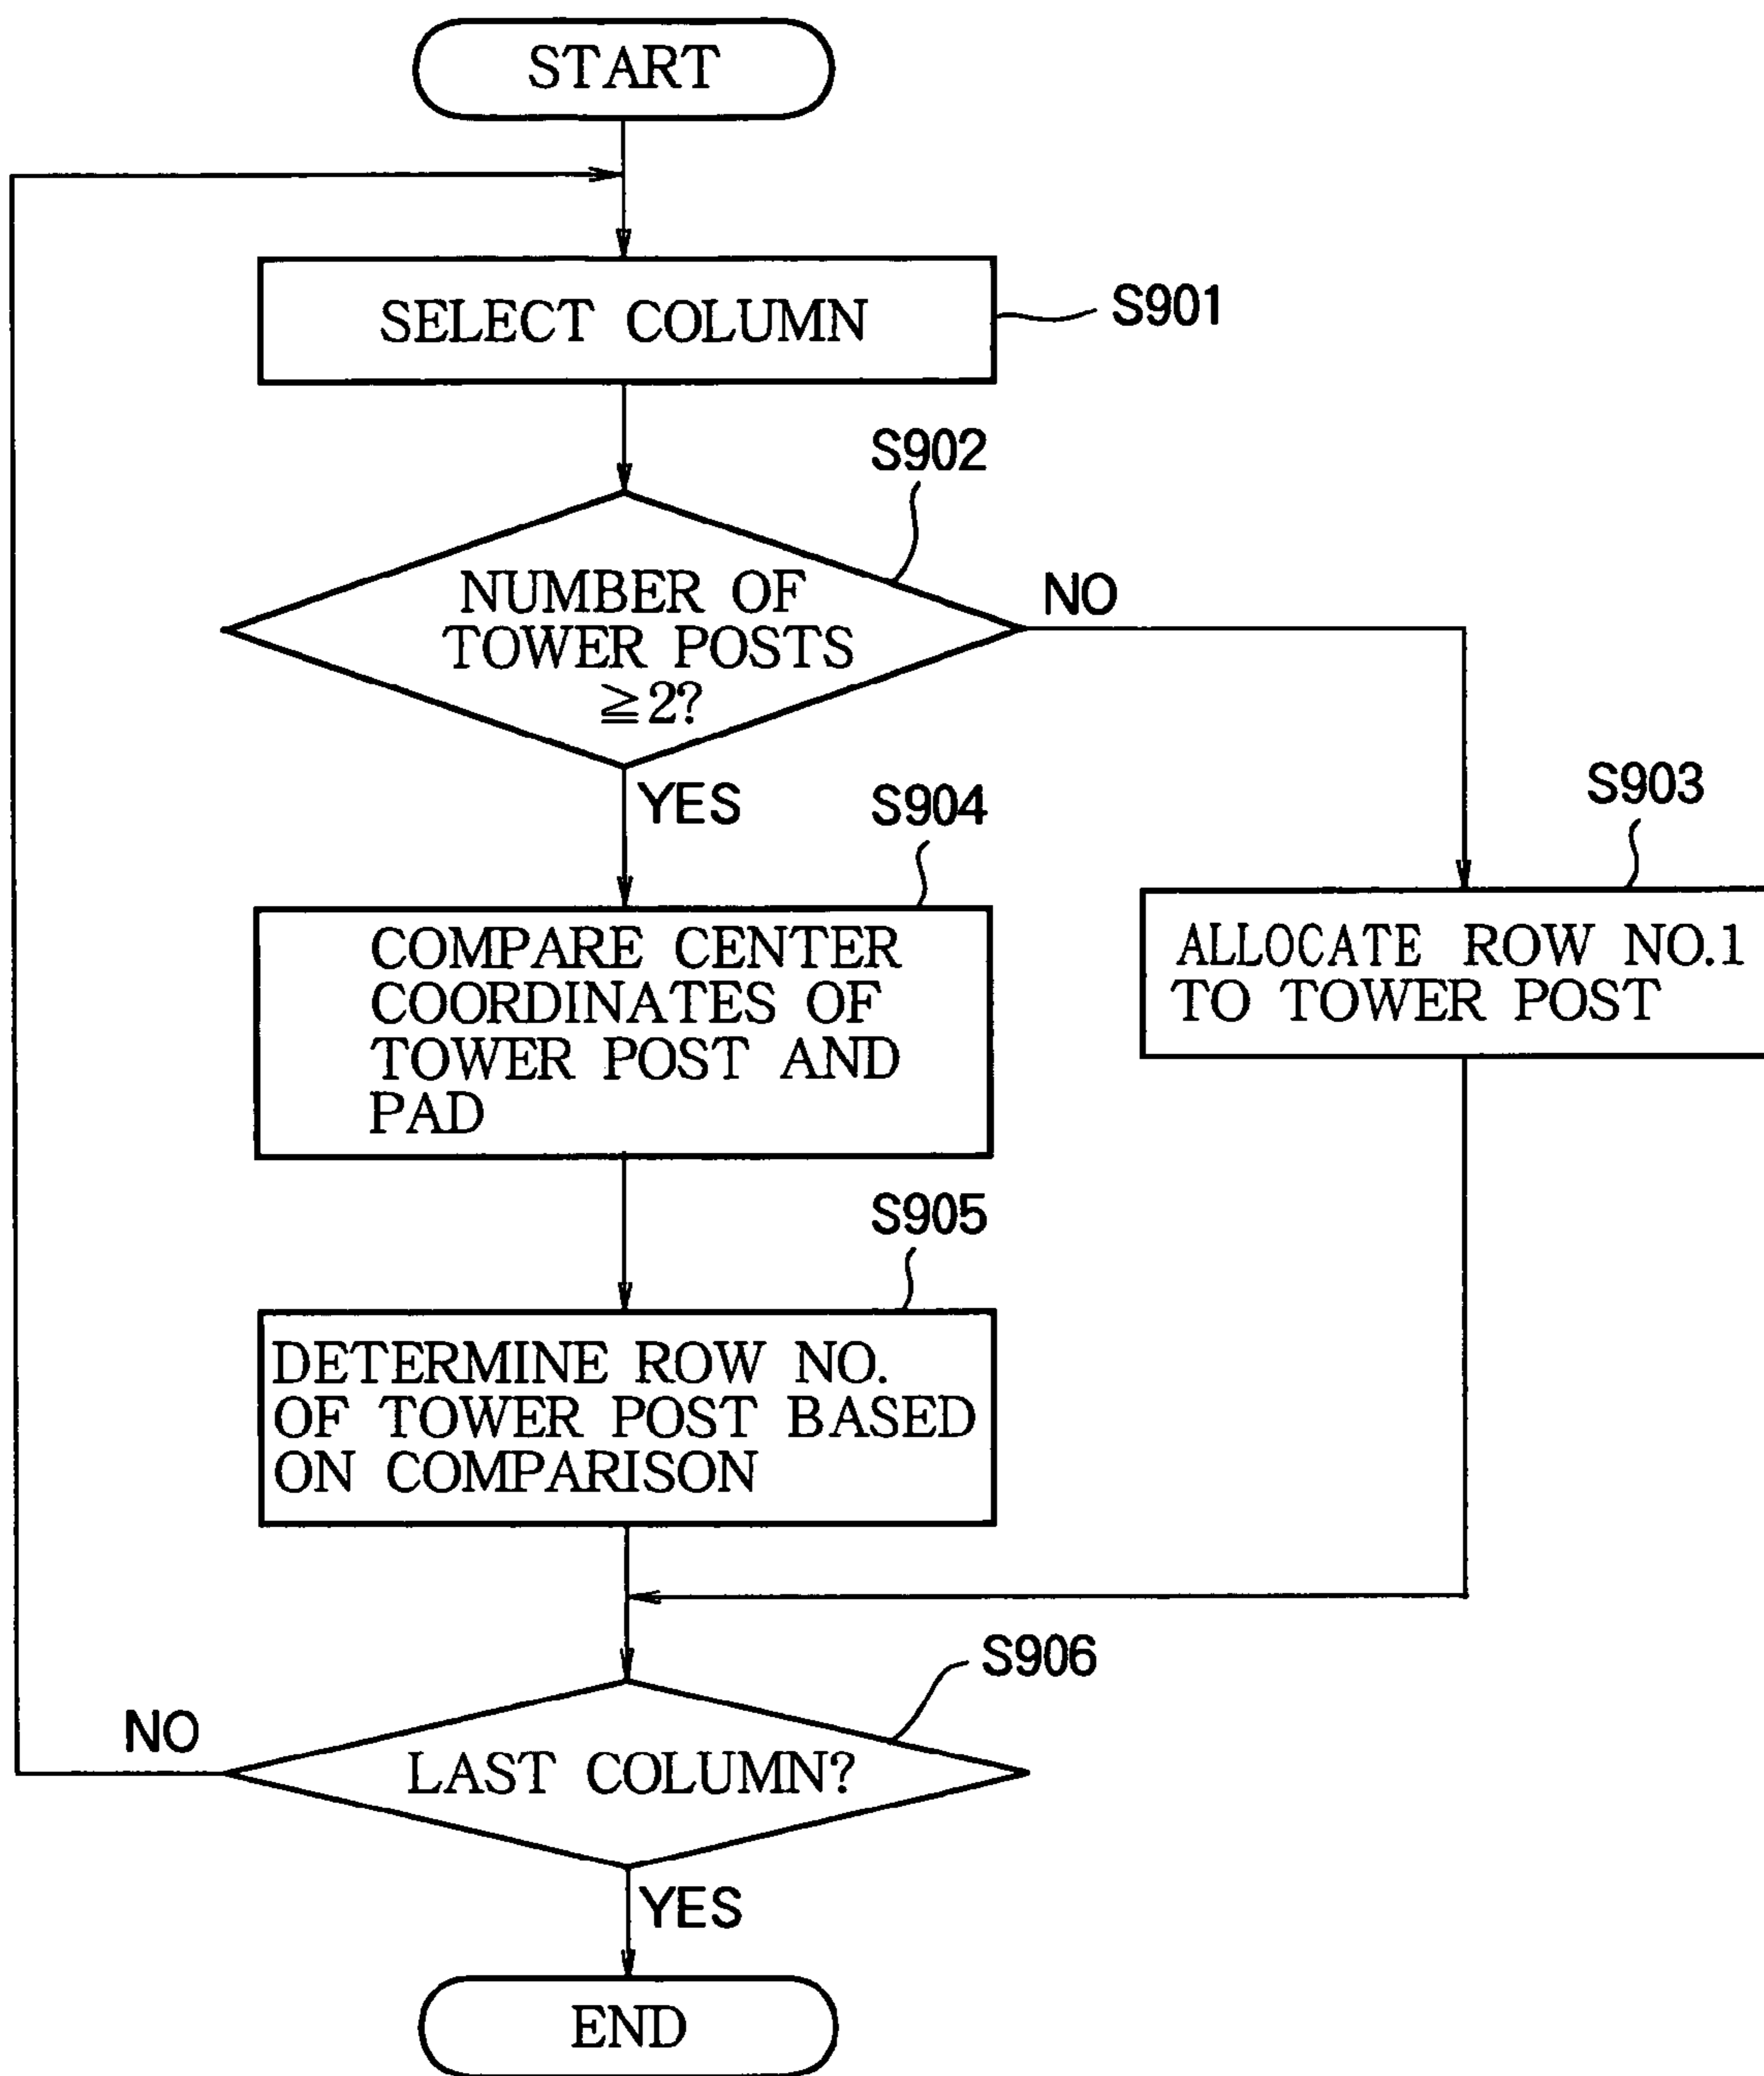 START
SELECT COLUMN
S901
S902
NUMBER OF
TOWER POSTS
≧2?
NO
YES
S903
ALLOCATE ROW NO.1
TO TOWER POST
S904
COMPARE CENTER
COORDINATES OF
TOWER POST AND
PAD
S905
DETERMINE ROW NO.
OF TOWER POST BASED
ON COMPARISON
S906
LAST COLUMN?
NO
YES
END